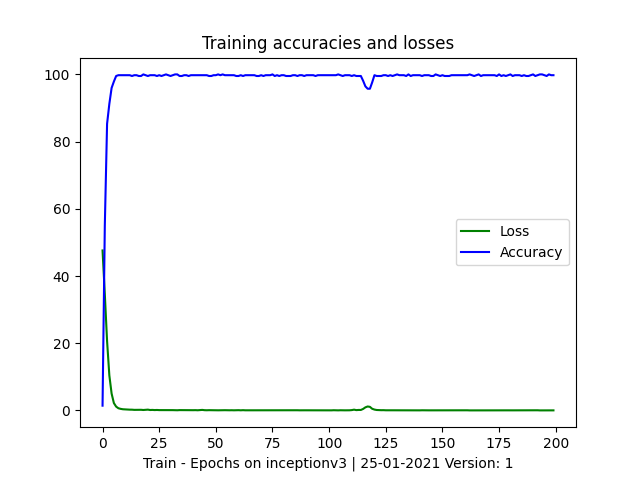 Training accuracies and losses
100
80
60
40
20
0
Loss
Accuracy
0 25 50 75 100 125 150 175 200
Train - Epochs on inceptionv3 | 25-01-2021 Version: 1